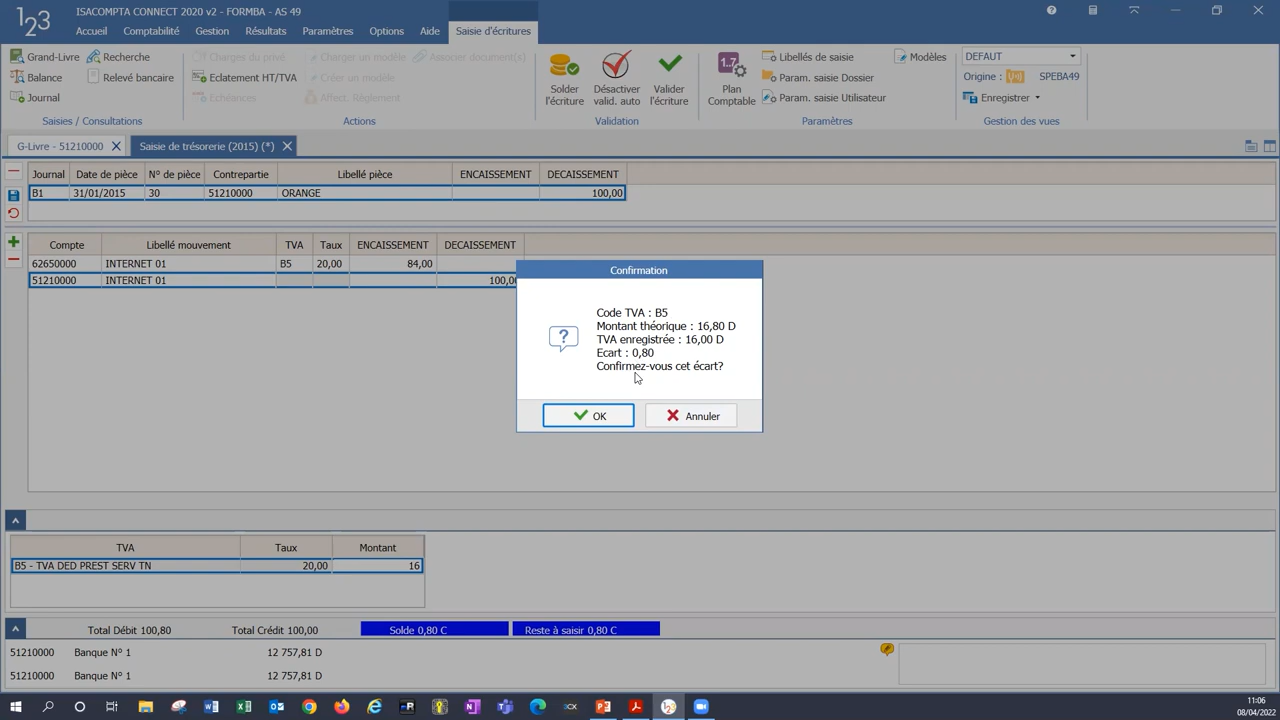 123
ISACOMPTA CONNECT 2020 v2 - FORMBA - AS 49
Accueil Comptabilité Gestion Résultats Paramètres Options Aide Saisie d'écritures
Grand-Livre Recherche Charges du privé Charger un modèle Associer document(s) Libellés de saisie Modèles DEFAUT
Balance Relevé bancaire Eclatement HT/TVA Créer un modèle Param. saisie Dossier Origine : SPEBA49
Journal Echéances Affect. Règlement Param. saisie Utilisateur Enregistrer
Solder l'écriture Désactiver valid. auto Valider l'écriture Plan Comptable
Saisies / Consultations Actions Validation Paramètres Gestion des vues
G-Livre - 51210000 Saisie de trésorerie (2015) (*)
Journal Date de pièce N° de pièce Contrepartie Libellé pièce ENCAISSEMENT DECAISSEMENT
B1 31/01/2015 30 51210000 ORANGE 100,00
Compte Libellé mouvement TVA Taux ENCAISSEMENT DECAISSEMENT
62650000 INTERNET 01 B5 20,00 84,00
51210000 INTERNET 01 100,0
Confirmation
Code TVA : B5
Montant théorique : 16,80 D
TVA enregistrée : 16,00 D
Ecart : 0,80
Confirmez-vous cet écart?
OK Annuler
TVA Taux Montant
B5 - TVA DED PREST SERV TN 20,00 16
Total Débit 100,80 Total Crédit 100,00 Solde 0,80 C Reste à saisir 0,80 C
51210000 Banque N° 1 12 757,81 D
51210000 Banque N° 1 12 757,81 D
11:06
08/04/2022